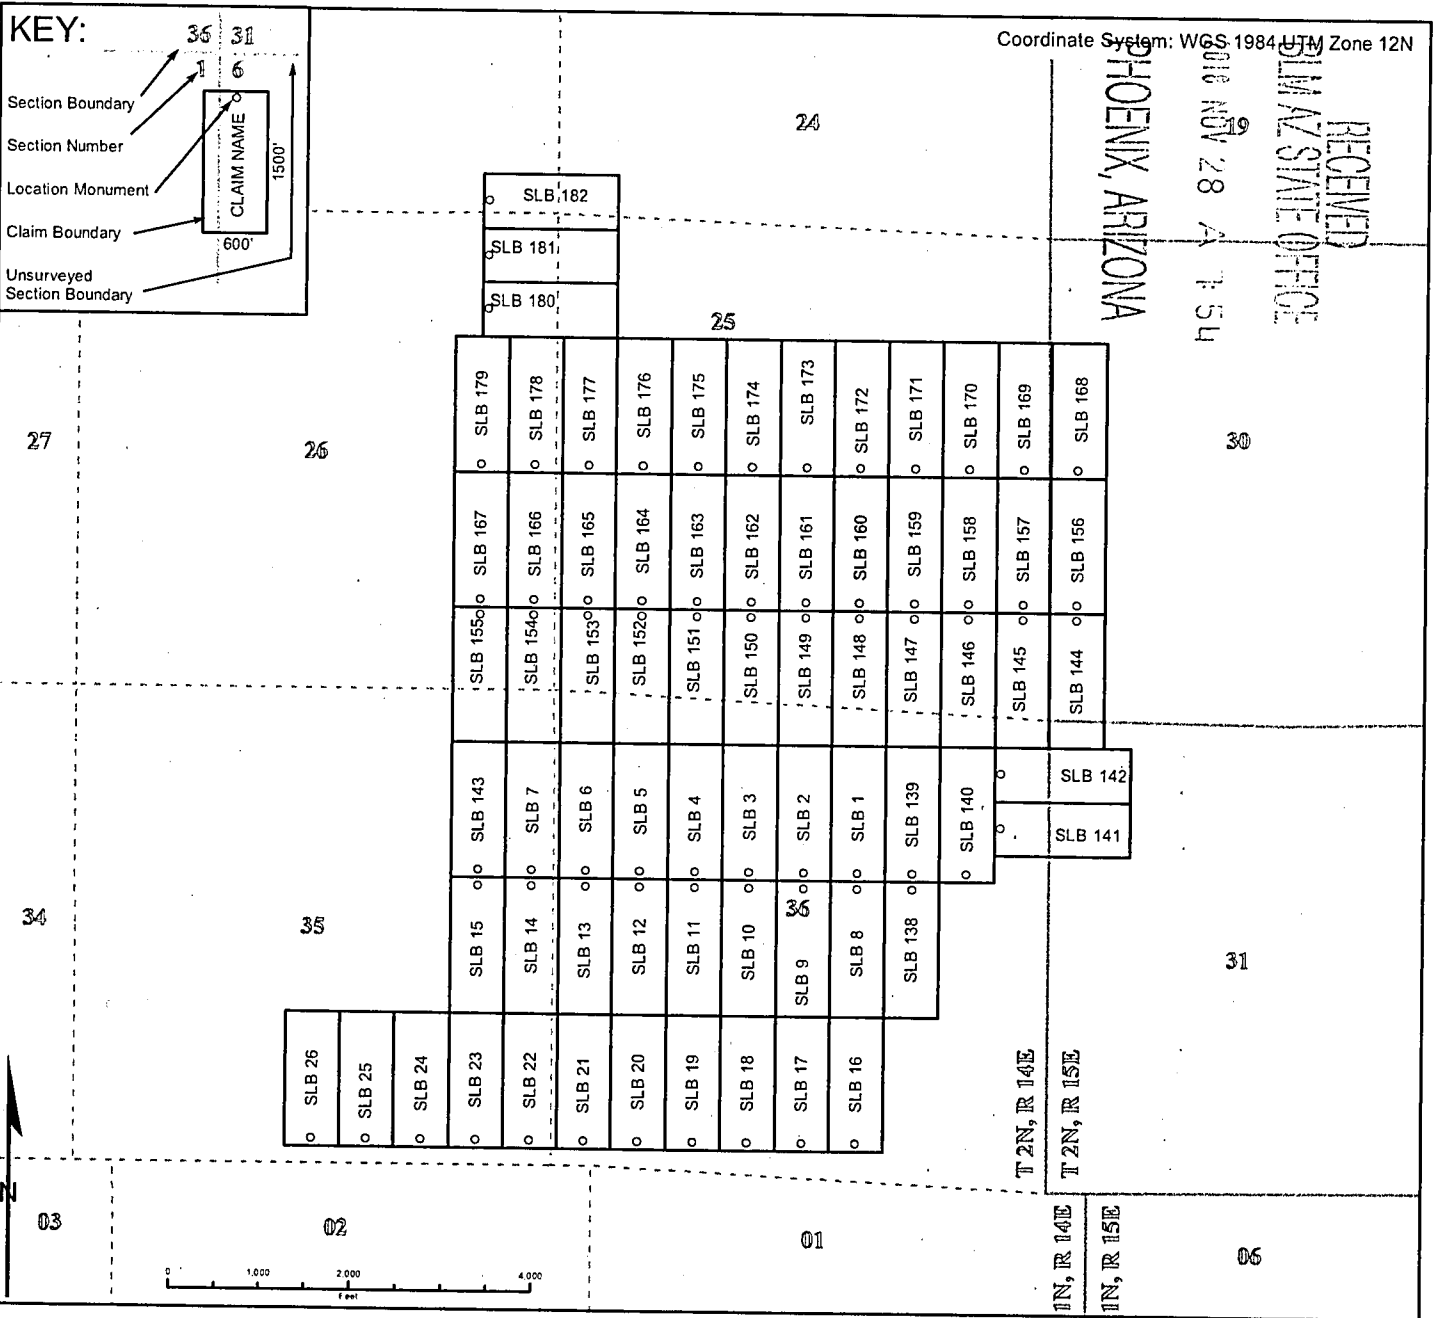 KEY:
36 31
1 6
Section Boundary
Section Number
Location Monument
Claim Boundary
Unsurveyed
Section Boundary
CLAIM NAME
1500'
600'
Coordinate System: WGS 1984 UTM Zone 12N
RECEIVED
BLM AZ STATE OFFICE
NOV 28 A
PHOENIX, ARIZONA
24
19
SLB 182
SLB 181
SLB 180
25
27
26
30
SLB 179
SLB 178
SLB 177
SLB 176
SLB 175
SLB 174
SLB 173
SLB 172
SLB 171
SLB 170
SLB 169
SLB 168
SLB 167
SLB 166
SLB 165
SLB 164
SLB 163
SLB 162
SLB 161
SLB 160
SLB 159
SLB 158
SLB 157
SLB 156
SLB 155
SLB 154
SLB 153
SLB 152
SLB 151
SLB 150
SLB 149
SLB 148
SLB 147
SLB 146
SLB 145
SLB 144
SLB 143
SLB 7
SLB 6
SLB 5
SLB 4
SLB 3
SLB 2
SLB 1
SLB 139
SLB 140
SLB 142
SLB 141
34
35
36
31
SLB 15
SLB 14
SLB 13
SLB 12
SLB 11
SLB 10
SLB 9
SLB 8
SLB 138
SLB 26
SLB 25
SLB 24
SLB 23
SLB 22
SLB 21
SLB 20
SLB 19
SLB 18
SLB 17
SLB 16
T 2N, R 14E
T 2N, R 15E
N
03
02
01
06
1N, R 14E
1N, R 15E
0 1,000 2,000 4,000
Feet